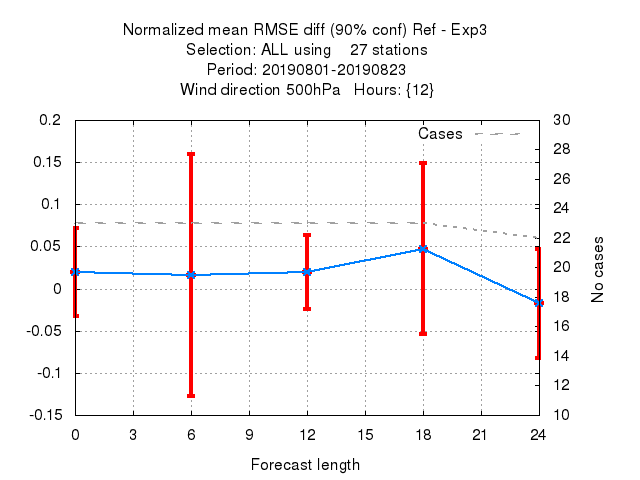 Normalized mean RMSE diff (90% conf) Ref - Exp3
Selection: ALL using    27 stations
Period: 20190801-20190823
Wind direction 500hPa   Hours: {12}
Cases
0.2
0.15
0.1
0.05
0
-0.05
-0.1
-0.15
30
28
26
24
22
20
18
16
14
12
10
No cases
0 3 6 9 12 15 18 21 24
Forecast length